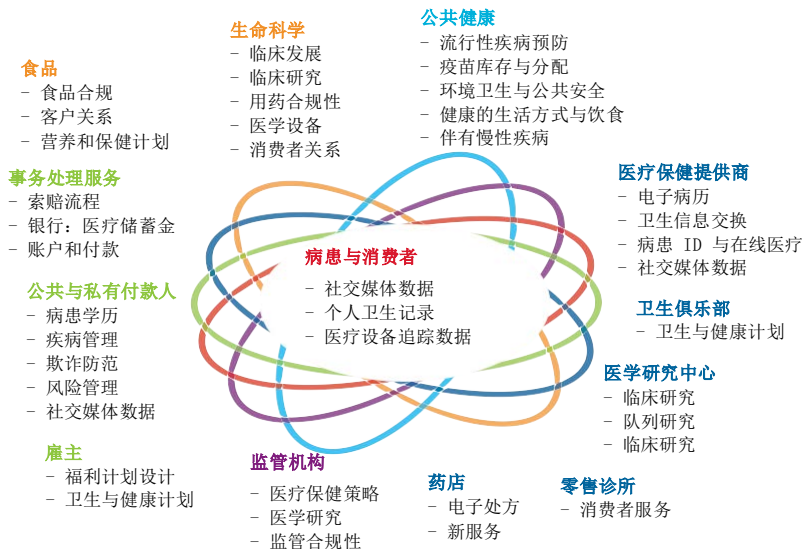 公共健康
- 流行性疾病预防
- 疫苗库存与分配
- 环境卫生与公共安全
- 健康的生活方式与饮食
- 伴有慢性疾病
生命科学
- 临床发展
- 临床研究
- 用药合规性
- 医学设备
- 消费者关系
食品
- 食品合规
- 客户关系
- 营养和保健计划
事务处理服务
- 索赔流程
- 银行: 医疗储蓄金
- 账户和付款
公共与私有付款人
- 病患学历
- 疾病管理
- 欺诈防范
- 风险管理
- 社交媒体数据
雇主
- 福利计划设计
- 卫生与健康计划
病患与消费者
- 社交媒体数据
- 个人卫生记录
- 医疗设备追踪数据
医疗保健提供商
- 电子病历
- 卫生信息交换
- 病患 ID 与在线医疗
- 社交媒体数据
卫生俱乐部
- 卫生与健康计划
医学研究中心
- 临床研究
- 队列研究
- 临床研究
监管机构
- 医疗保健策略
- 医学研究
- 监管合规性
药店
- 电子处方
- 新服务
零售诊所
- 消费者服务